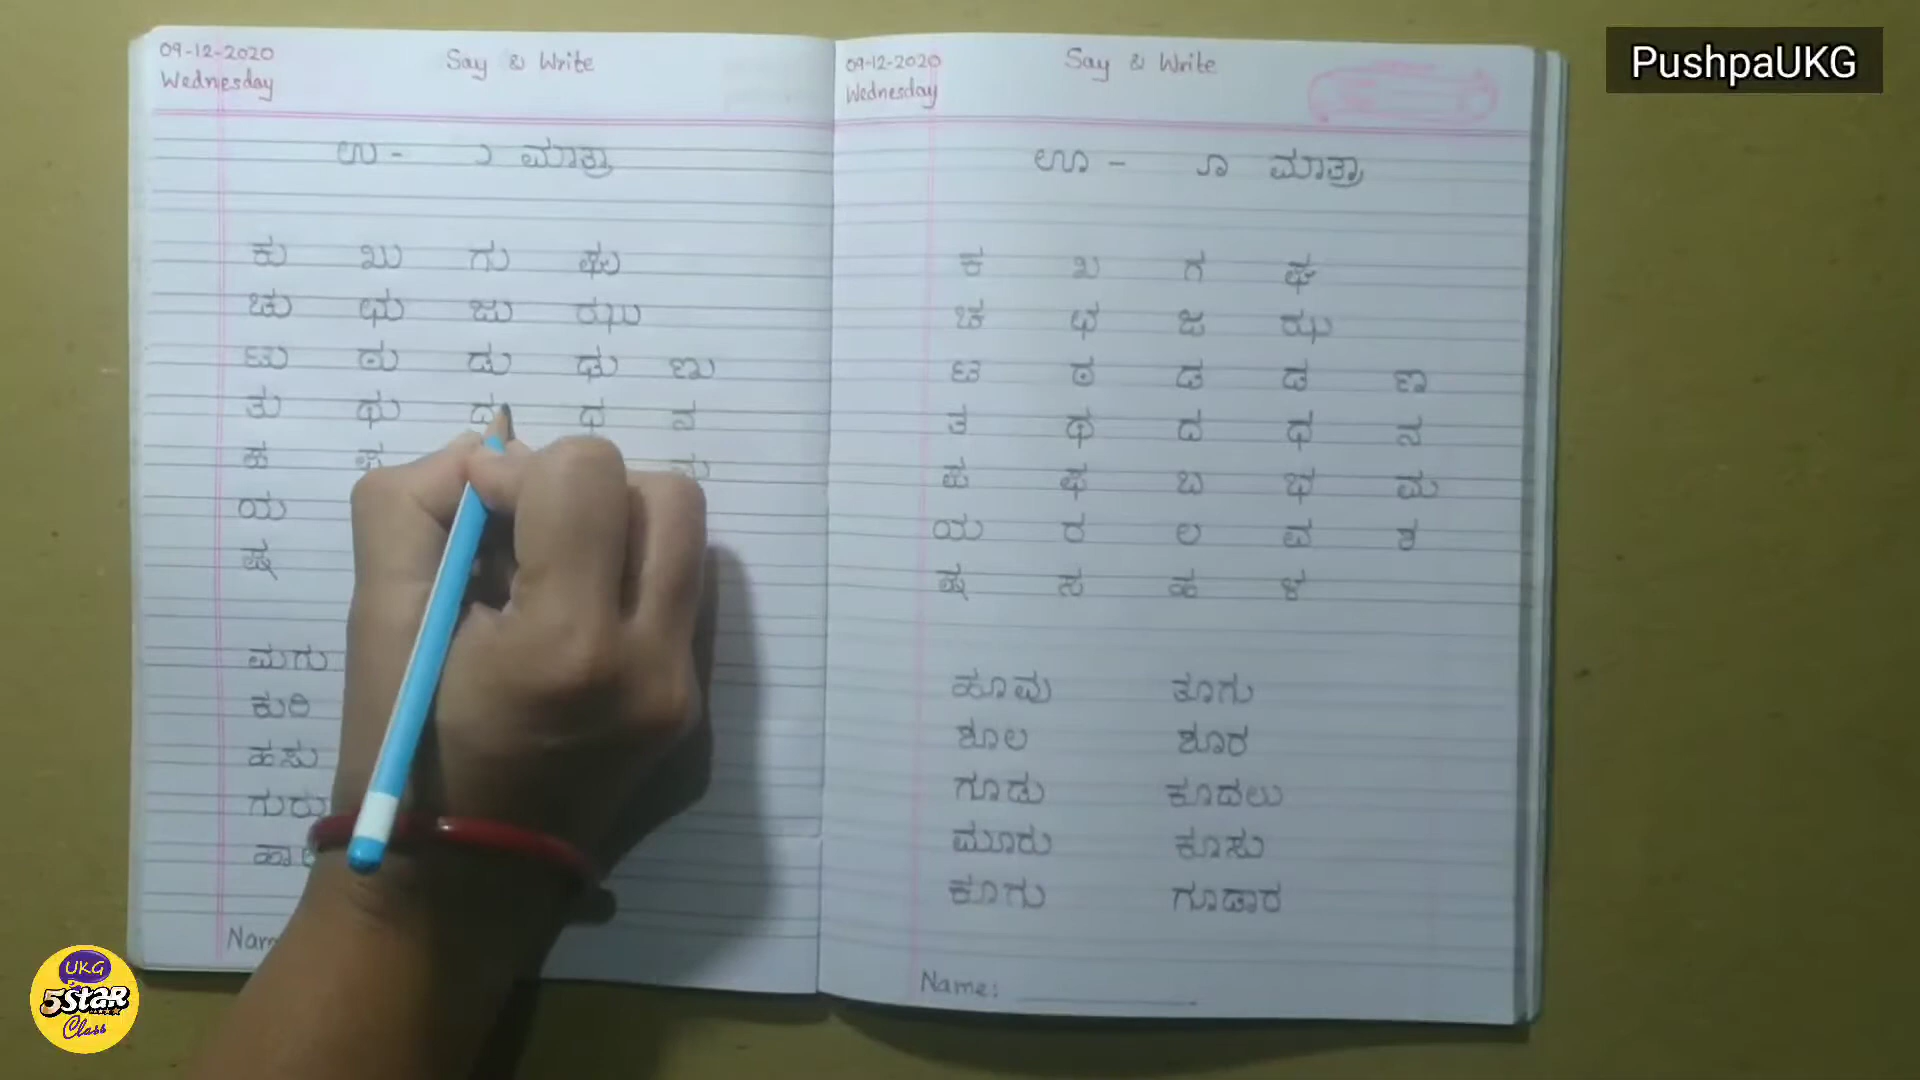 09-12-2020
Wednesday
Say & Write
ಉ - ು ಮಾತ್ರಾ
ಕು ಖು ಗು ಘು
ಚು ಛು ಜು ಝು
ಟು ಠು ಡು ಢು ಣು
ತು ಥು ದ ಧ ನ
ಪ ಫ ಮ
ಯ
ಷ
ಮಗು
ಕುರಿ
ಹಸು
ಗುರು
09-12-2020
Wednesday
Say & Write
ಊ - ೂ ಮಾತ್ರಾ
ಕ ಖ ಗ ಘ
ಚ ಛ ಜ ಝ
ಟ ಠ ಡ ಢ ಣ
ತ ಥ ದ ಧ ನ
ಪ ಫ ಬ ಭ ಮ
ಯ ರ ಲ ವ ಶ
ಷ ಸ ಹ ಳ
ಹೂವು ತೂಗು
ಶೂಲ ಶೂರ
ಗೂಡು ಕೂದಲು
ಮೂರು ಕೂಸು
ಕೂಗು ಗೂಡಾರ
Name:
PushpaUKG
UKG
5Star
Class